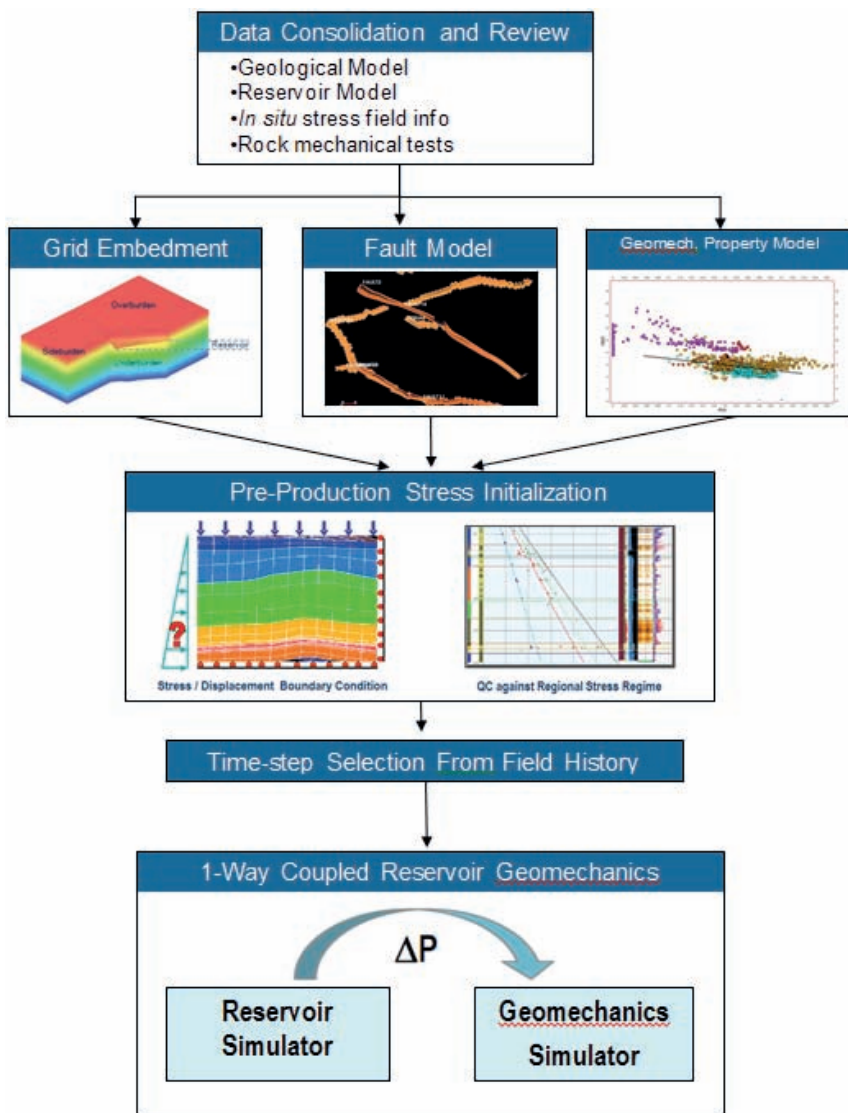 Data Consolidation and Review
•Geological Model
•Reservoir Model
•In situ stress field info
•Rock mechanical tests
Grid Embedment
Fault Model
Geomech. Property Model
Overburden
Sideburden
Reservoir
Underburden
Pre-Production Stress Initialization
?
Stress / Displacement Boundary Condition
QC against Regional Stress Regime
Time-step Selection From Field History
1-Way Coupled Reservoir Geomechanics
ΔP
Reservoir
Simulator
Geomechanics
Simulator